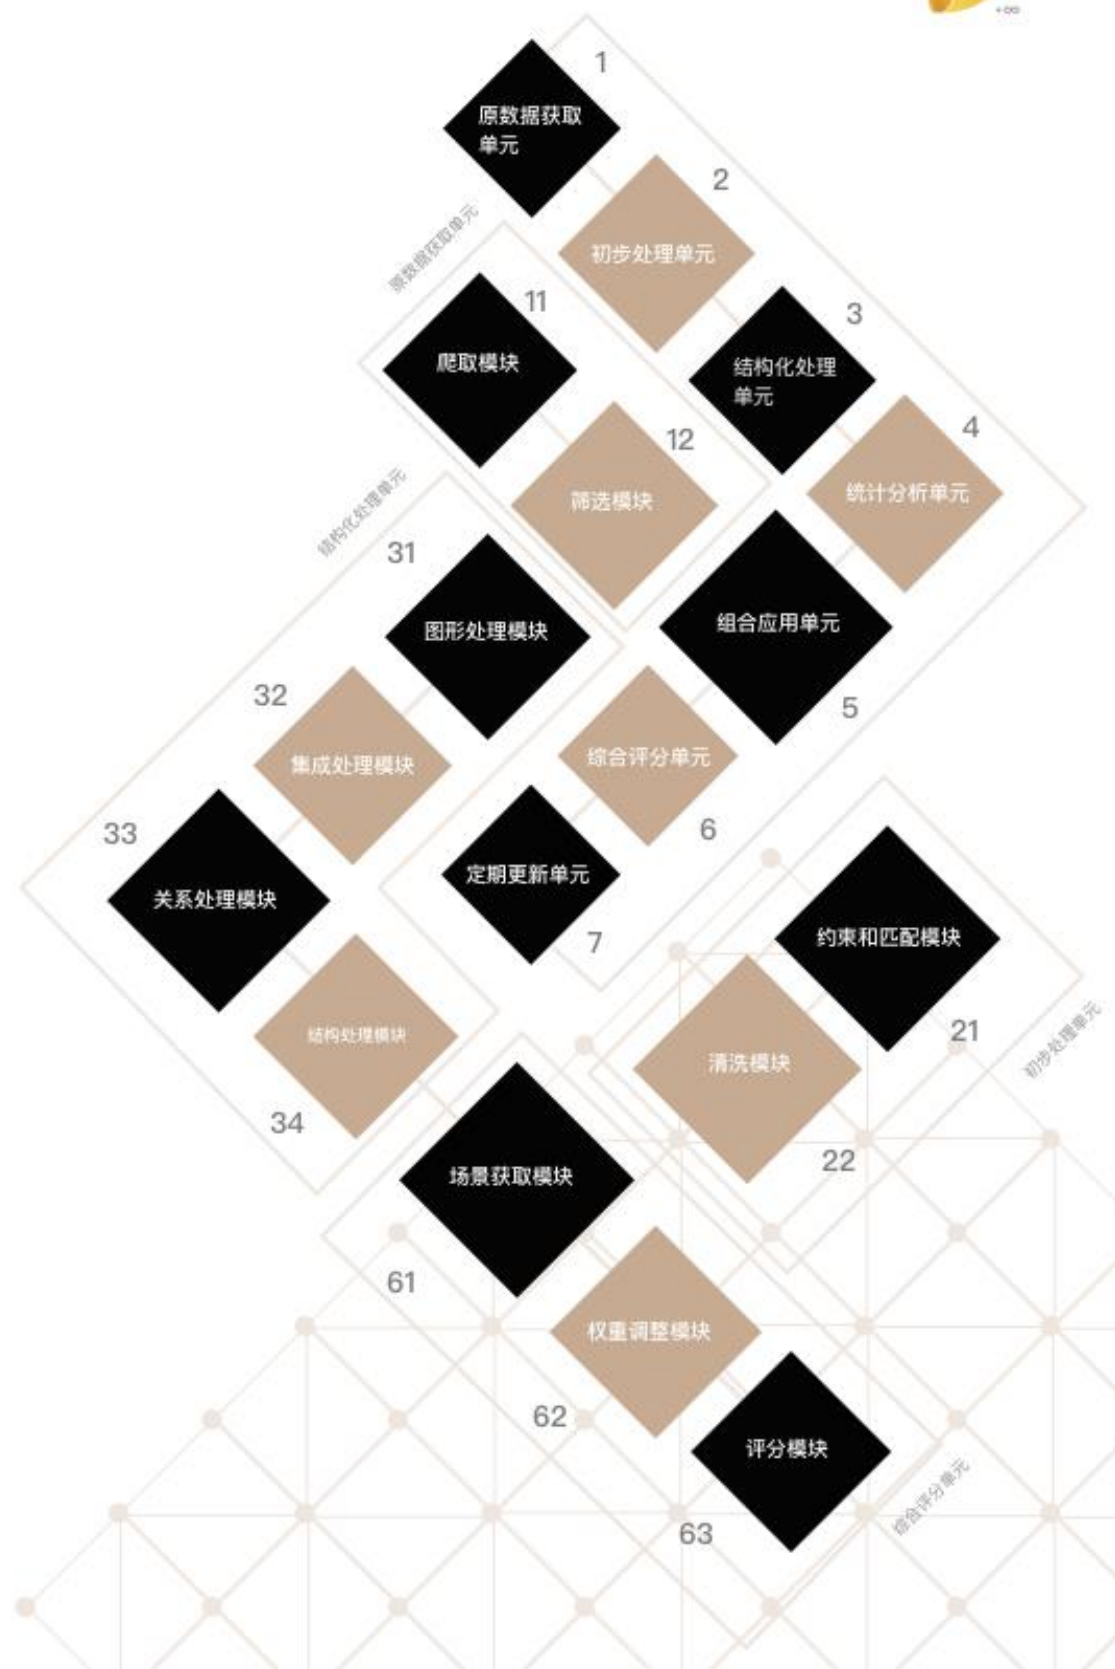 +∞
1
原数据获取
单元
2
初步处理单元
原数据获取单元
11
爬取模块
3
结构化处理
单元
12
筛选模块
4
统计分析单元
结构化处理单元
31
图形处理模块
组合应用单元
5
32
集成处理模块
综合评分单元
6
33
关系处理模块
定期更新单元
7
约束和匹配模块
21
初步处理单元
结构处理模块
34
清洗模块
22
场景获取模块
61
权重调整模块
62
评分模块
63
综合评分单元